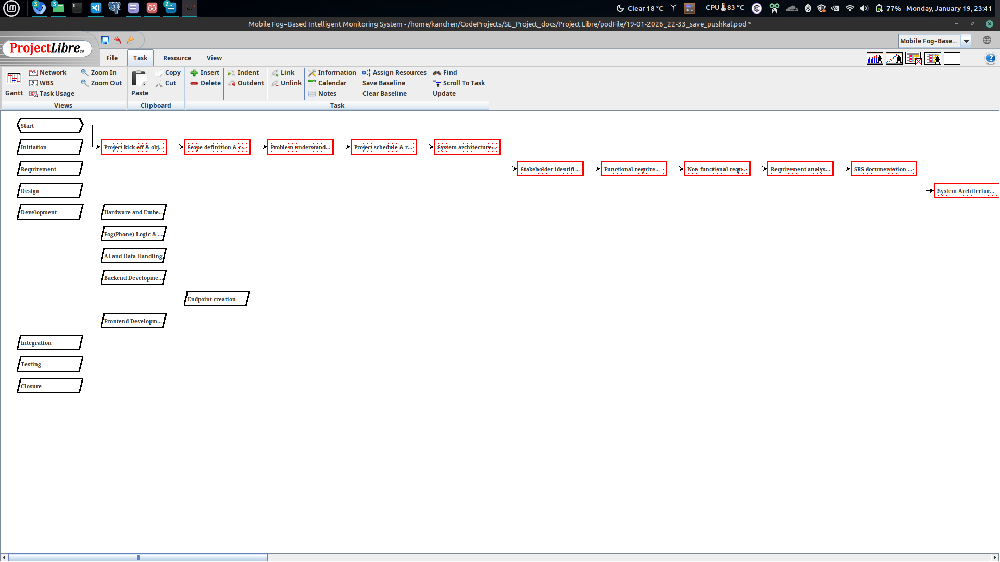 3
3
2
Project Libre
Clear 18 °C
CPU 83 °C
77%
Monday, January 19, 23:41
Mobile Fog-Based Intelligent Monitoring System - /home/kanchen/CodeProjects/SE_Project_docs/Project Libre/podFile/19-01-2026_22-33_save_pushkal.pod *
ProjectLibre™
Mobile Fog-Base...
File
Task
Resource
View
Gantt
Network
WBS
Task Usage
Zoom In
Zoom Out
Views
Paste
Copy
Cut
Clipboard
Insert
Delete
Indent
Outdent
Link
Unlink
Information
Calendar
Notes
Assign Resources
Save Baseline
Clear Baseline
Find
Scroll To Task
Update
Task
Start
Initiation
Project kick-off & obj...
Scope definition & c...
Problem understand...
Project schedule & r...
System architecture...
Requirement
Stakeholder identifi...
Functional require...
Non-functional requ...
Requirement analys...
SRS documentation ...
Design
System Architectur...
Development
Hardware and Embe...
Fog(Phone) Logic & ...
AI and Data Handling
Backend Developme...
Endpoint creation
Frontend Developm...
Integration
Testing
Closure